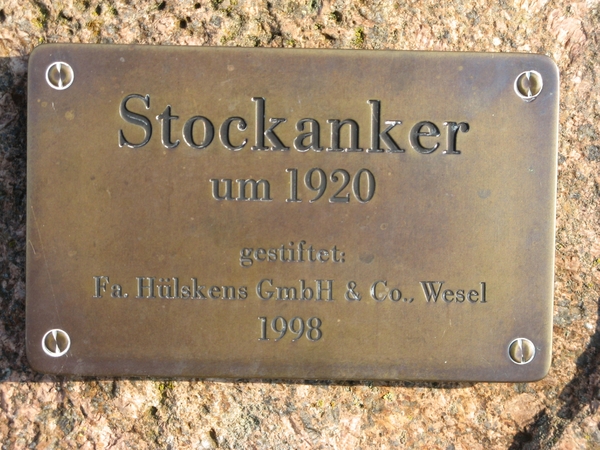 Stockanker
um 1920
gestiftet:
Fa. Hülskens GmbH & Co., Wesel
1998